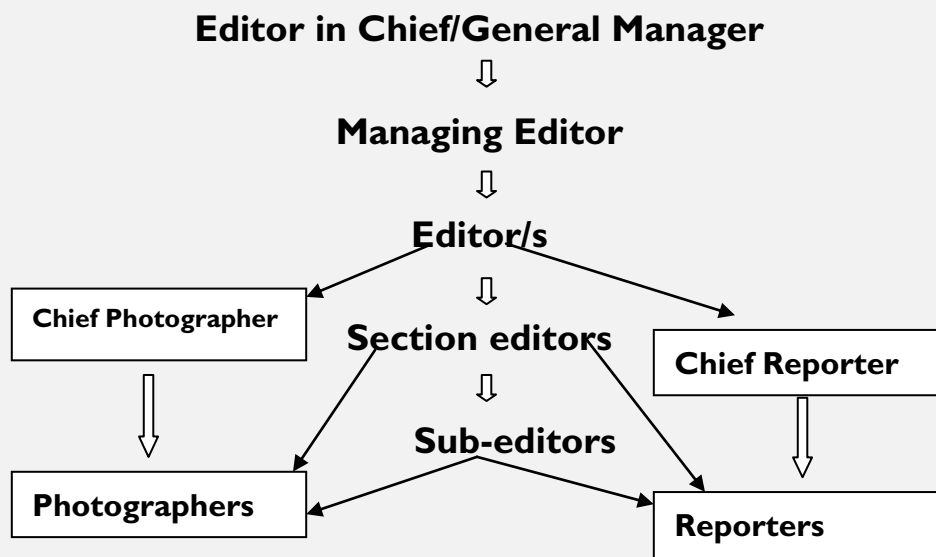 Editor in Chief/General Manager
Managing Editor
Editor/s
Chief Photographer
Section editors
Chief Reporter
Sub-editors
Photographers
Reporters